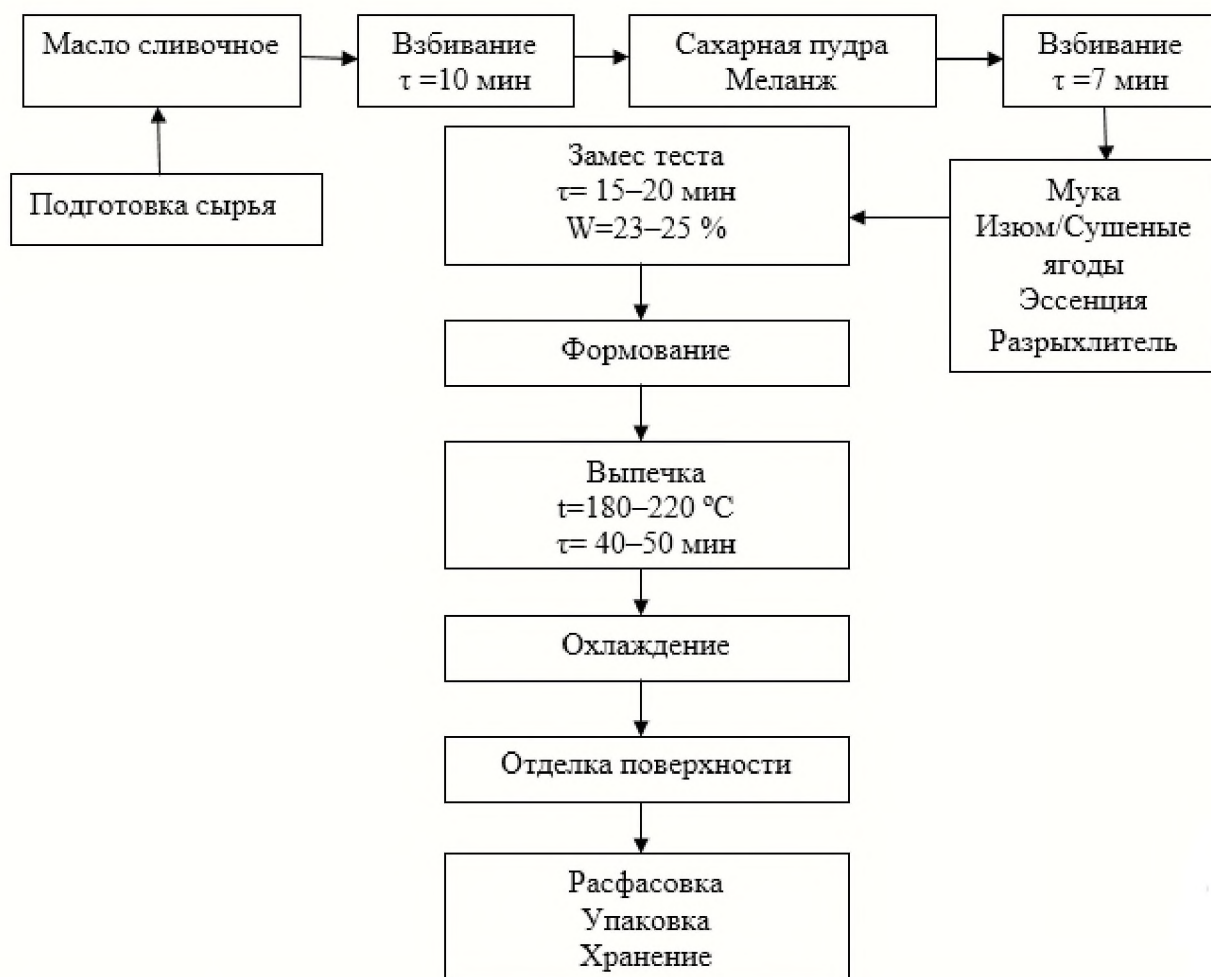 Подготовка сырья
Масло сливочное
Взбивание
τ =10 мин
Сахарная пудра
Меланж
Взбивание
τ =7 мин
Мука
Изюм/Сушеные
ягоды
Эссенция
Разрыхлитель
Замес теста
τ= 15–20 мин
W=23–25 %
Формование
Выпечка
t=180–220 ºC
τ= 40–50 мин
Охлаждение
Отделка поверхности
Расфасовка
Упаковка
Хранение